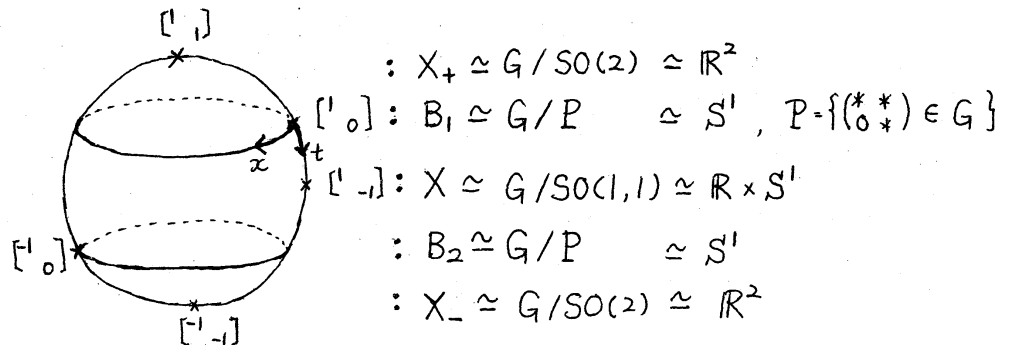 [¹ ₁]
: X₊ ≃ G/SO(2) ≃ ℝ²
[¹ ₀] : B₁ ≃ G/P ≃ S¹, P={(* *
0 *) ∈ G}
x t
[¹ ₋₁] : X ≃ G/SO(1,1) ≃ ℝ × S¹
[⁻¹ ₀] : B₂ ≃ G/P ≃ S¹
: X₋ ≃ G/SO(2) ≃ ℝ²
[⁻¹ ₋₁]